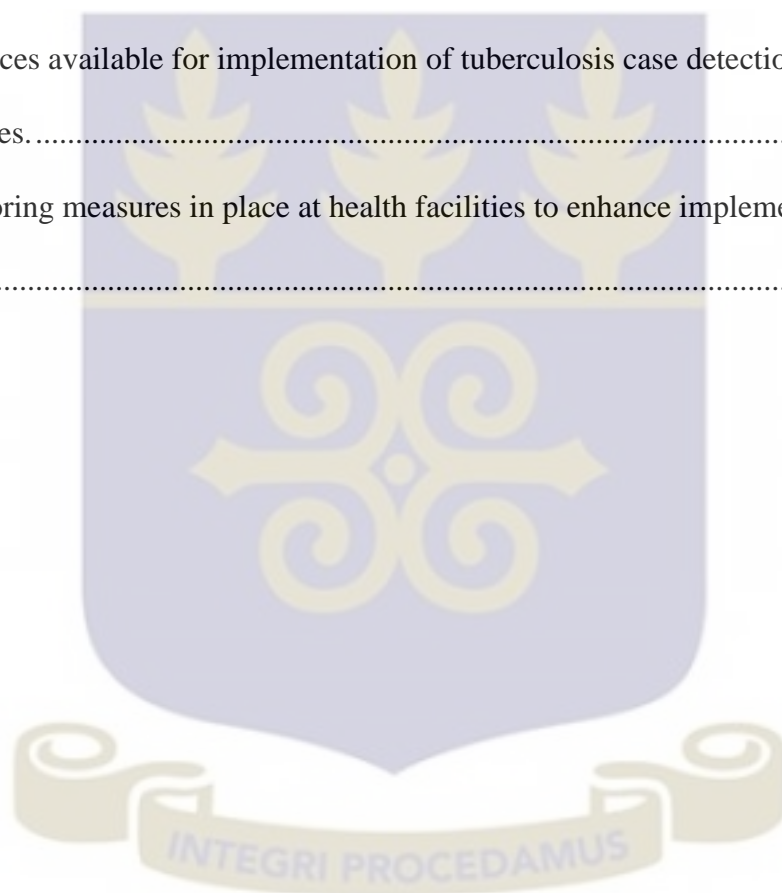 ces available for implementation of tuberculosis case detectio
es. ........................................................................................................
oring measures in place at health facilities to enhance impleme
........................................................................................................
INTEGRI PROCEDAMUS